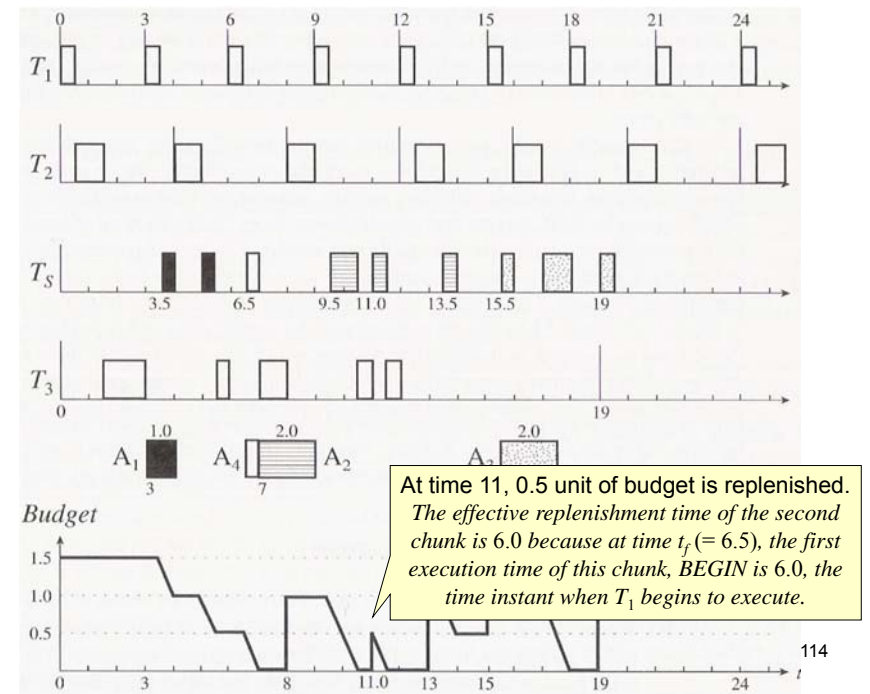 0 3 6 9 12 15 18 21 24
T1
T2
TS
3.5 6.5 9.5 11.0 13.5 15.5 19
T3
0 19
1.0 2.0 2.0
A1 A4 A2
3 7
At time 11, 0.5 unit of budget is replenished.
The effective replenishment time of the second
chunk is 6.0 because at time tf (= 6.5), the first
execution time of this chunk, BEGIN is 6.0, the
time instant when T1 begins to execute.
Budget
1.5
1.0
0.5
114
0 3 8 11.0 13 15 19 24 t